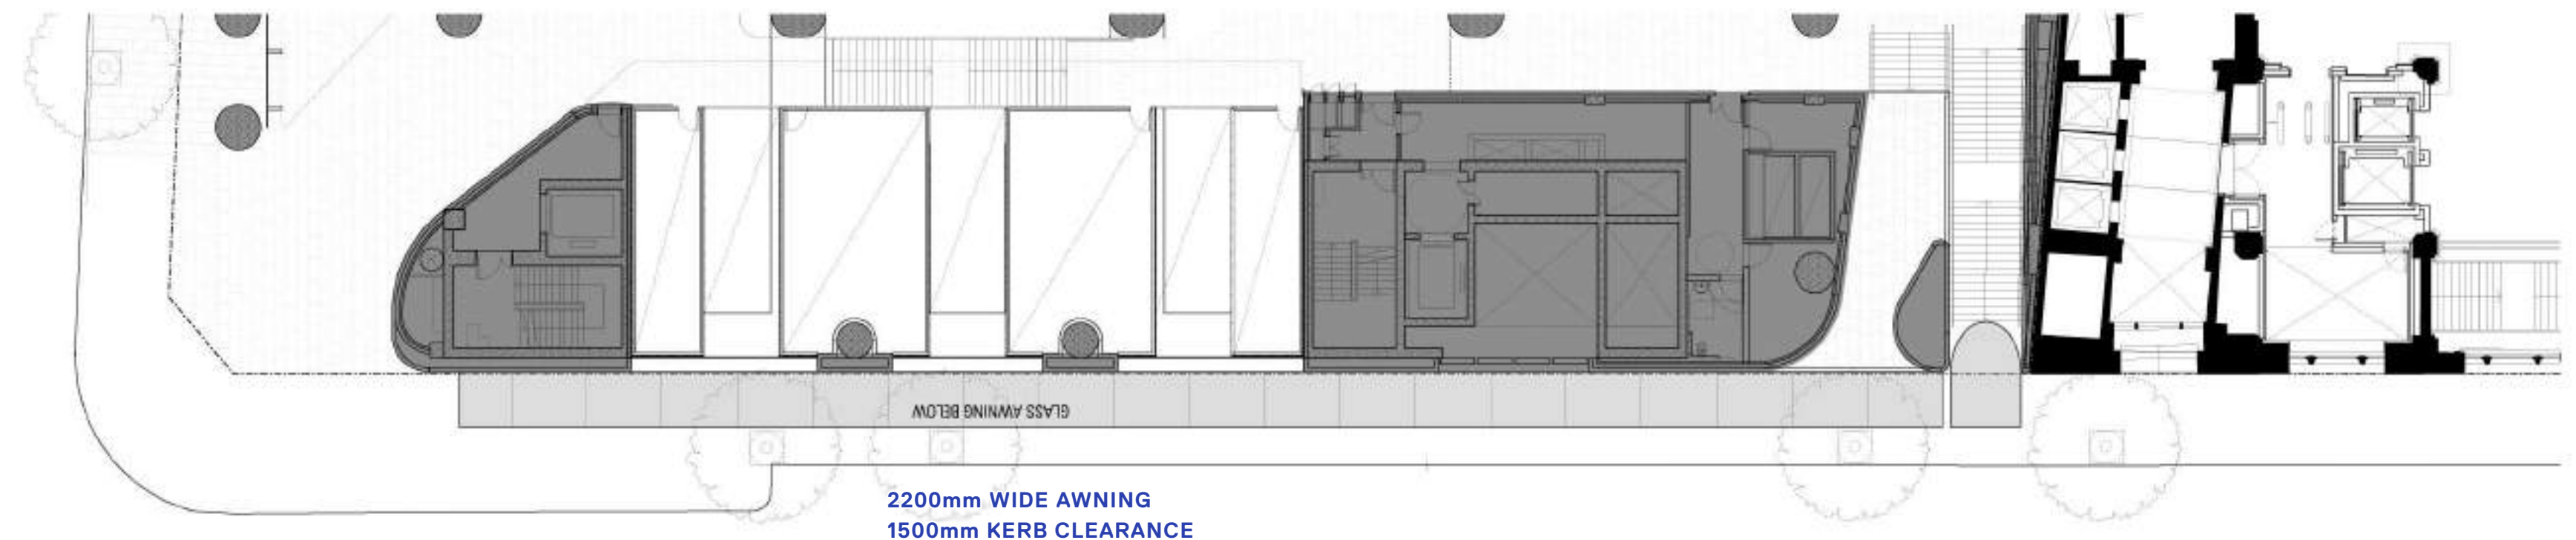 GLASS AWNING BELOW
2200mm WIDE AWNING
1500mm KERB CLEARANCE